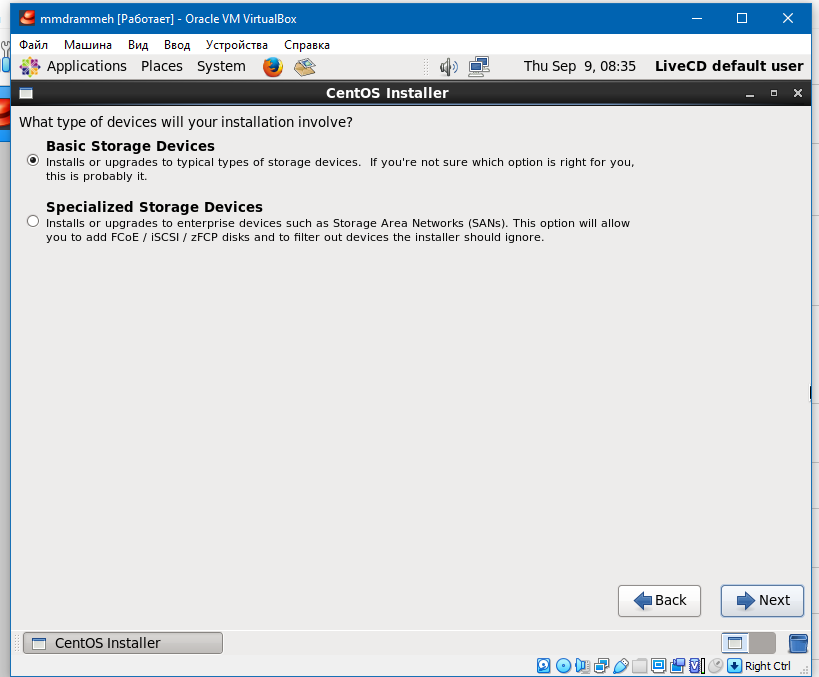 mmdrammeh [Работает] - Oracle VM VirtualBox
Файл Машина Вид Ввод Устройства Справка
Applications Places System Thu Sep 9, 08:35 LiveCD default user
CentOS Installer
What type of devices will your installation involve?
Basic Storage Devices
Installs or upgrades to typical types of storage devices. If you're not sure which option is right for you,
this is probably it.
Specialized Storage Devices
Installs or upgrades to enterprise devices such as Storage Area Networks (SANs). This option will allow
you to add FCoE / iSCSI / zFCP disks and to filter out devices the installer should ignore.
Back Next
CentOS Installer
Right Ctrl